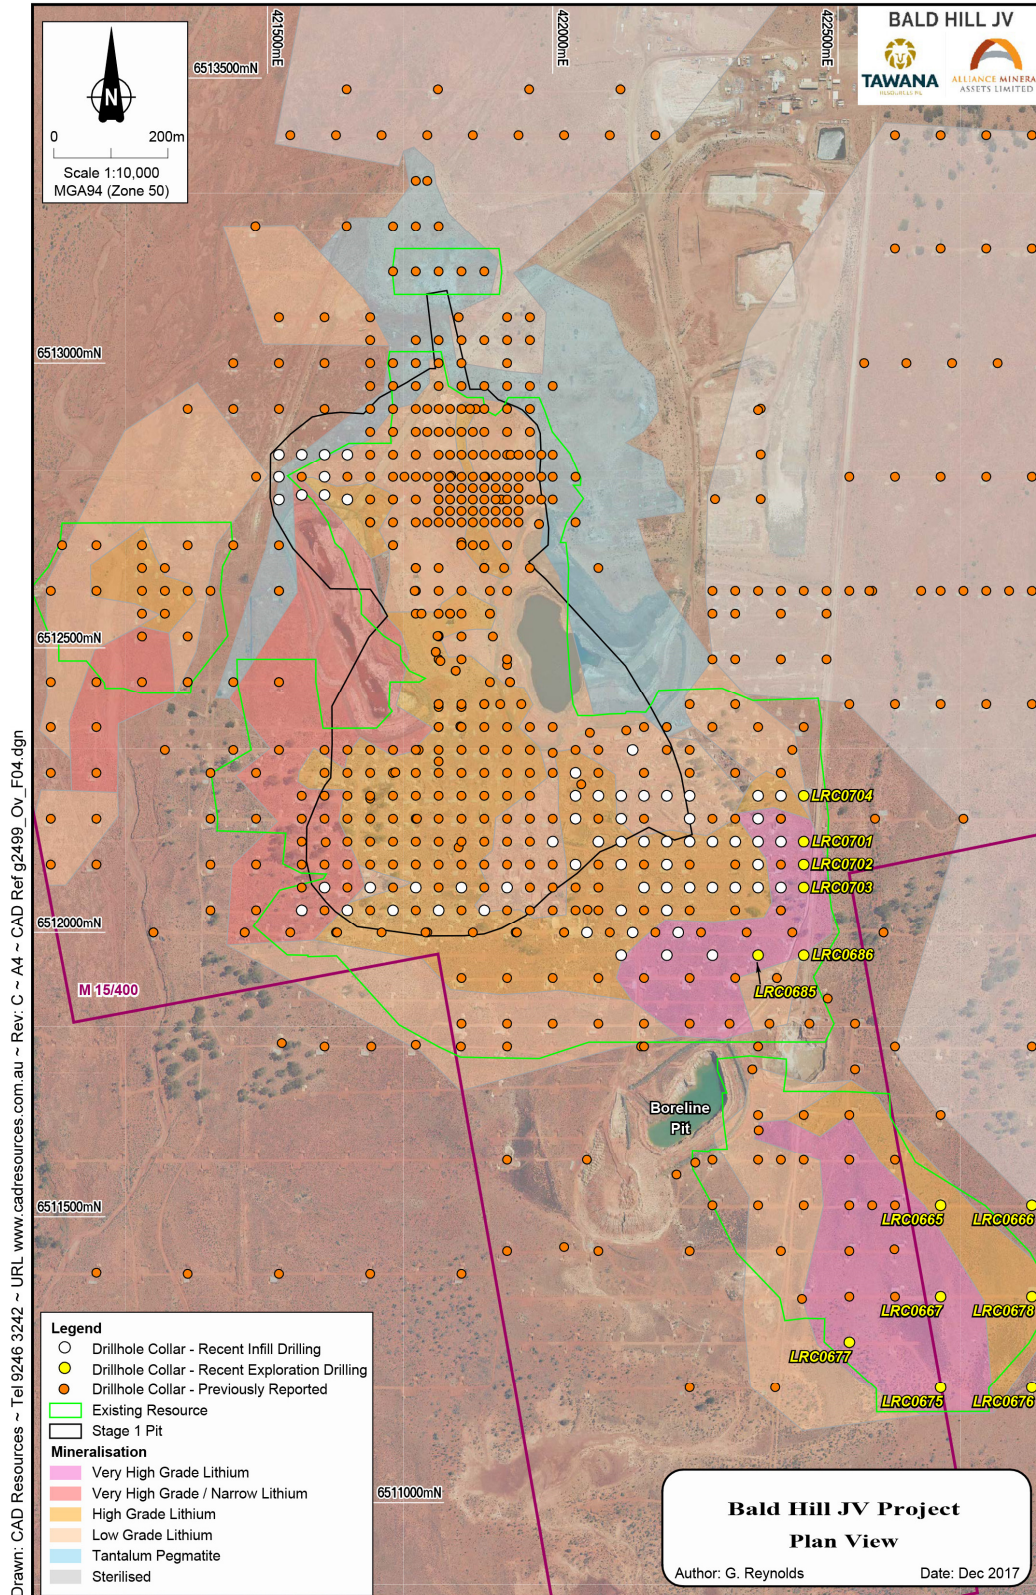 BALD HILL JV
TAWANA
RESOURCES NL
ALLIANCE MINERA
ASSETS LIMITED
421500mE
422000mE
422500mE
6513500mN
N
0 200m
Scale 1:10,000
MGA94 (Zone 50)
6513000mN
6512500mN
LRC0704
LRC0701
LRC0702
LRC0703
6512000mN
LRC0686
M 15/400
LRC0685
Boreline
Pit
6511500mN
LRC0665
LRC0666
LRC0667
LRC0678
LRC0677
LRC0675
LRC0676
6511000mN
Legend
Drillhole Collar - Recent Infill Drilling
Drillhole Collar - Recent Exploration Drilling
Drillhole Collar - Previously Reported
Existing Resource
Stage 1 Pit
Mineralisation
Very High Grade Lithium
Very High Grade / Narrow Lithium
High Grade Lithium
Low Grade Lithium
Tantalum Pegmatite
Sterilised
Bald Hill JV Project
Plan View
Author: G. Reynolds Date: Dec 2017
Drawn: CAD Resources ~ Tel 9246 3242 ~ URL www.cadresources.com.au ~ Rev: C ~ A4 ~ CAD Ref g2499_Ov_F04.dgn